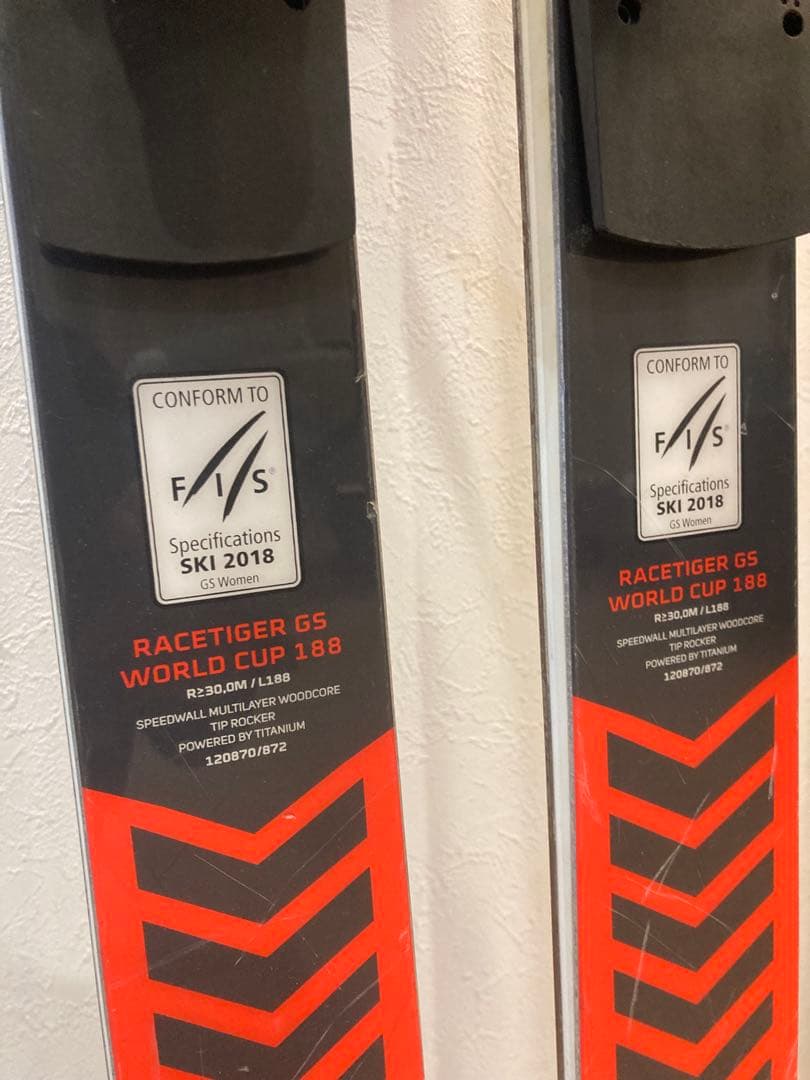 CONFORM TO
FIS®
Specifications
SKI 2018
GS Women
RACETIGER GS
WORLD CUP 188
R≥30,0M / L188
SPEEDWALL MULTILAYER WOODCORE
TIP ROCKER
POWERED BY TITANIUM
120870/872
CONFORM TO
FIS®
Specifications
SKI 2018
GS Women
RACETIGER GS
WORLD CUP 188
R≥30,0M / L188
SPEEDWALL MULTILAYER WOODCORE
TIP ROCKER
POWERED BY TITANIUM
120870/872